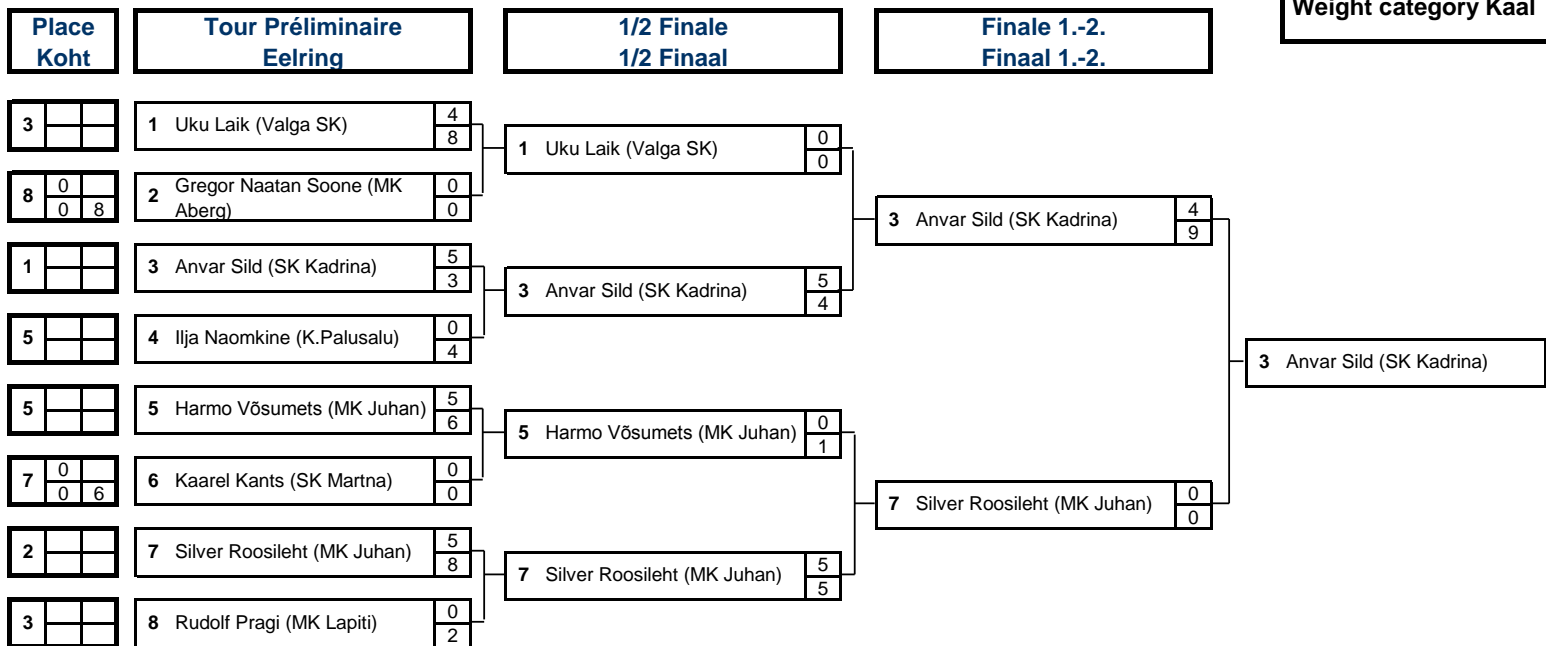 Weight category Kaal
Place Koht
Tour Préliminaire
Eelring
1/2 Finale
1/2 Finaal
Finale 1.-2.
Finaal 1.-2.
3
1 Uku Laik (Valga SK) 4 8
8 0 0 8
2 Gregor Naatan Soone (MK
Aberg) 0 0
1
3 Anvar Sild (SK Kadrina) 5 3
5
4 Ilja Naomkine (K.Palusalu) 0 4
5
5 Harmo Võsumets (MK Juhan) 5 6
7 0 0 6
6 Kaarel Kants (SK Martna) 0 0
2
7 Silver Roosileht (MK Juhan) 5 8
3
8 Rudolf Pragi (MK Lapiti) 0 2
1 Uku Laik (Valga SK) 0 0
3 Anvar Sild (SK Kadrina) 5 4
5 Harmo Võsumets (MK Juhan) 0 1
7 Silver Roosileht (MK Juhan) 5 5
3 Anvar Sild (SK Kadrina) 4 9
7 Silver Roosileht (MK Juhan) 0 0
3 Anvar Sild (SK Kadrina)